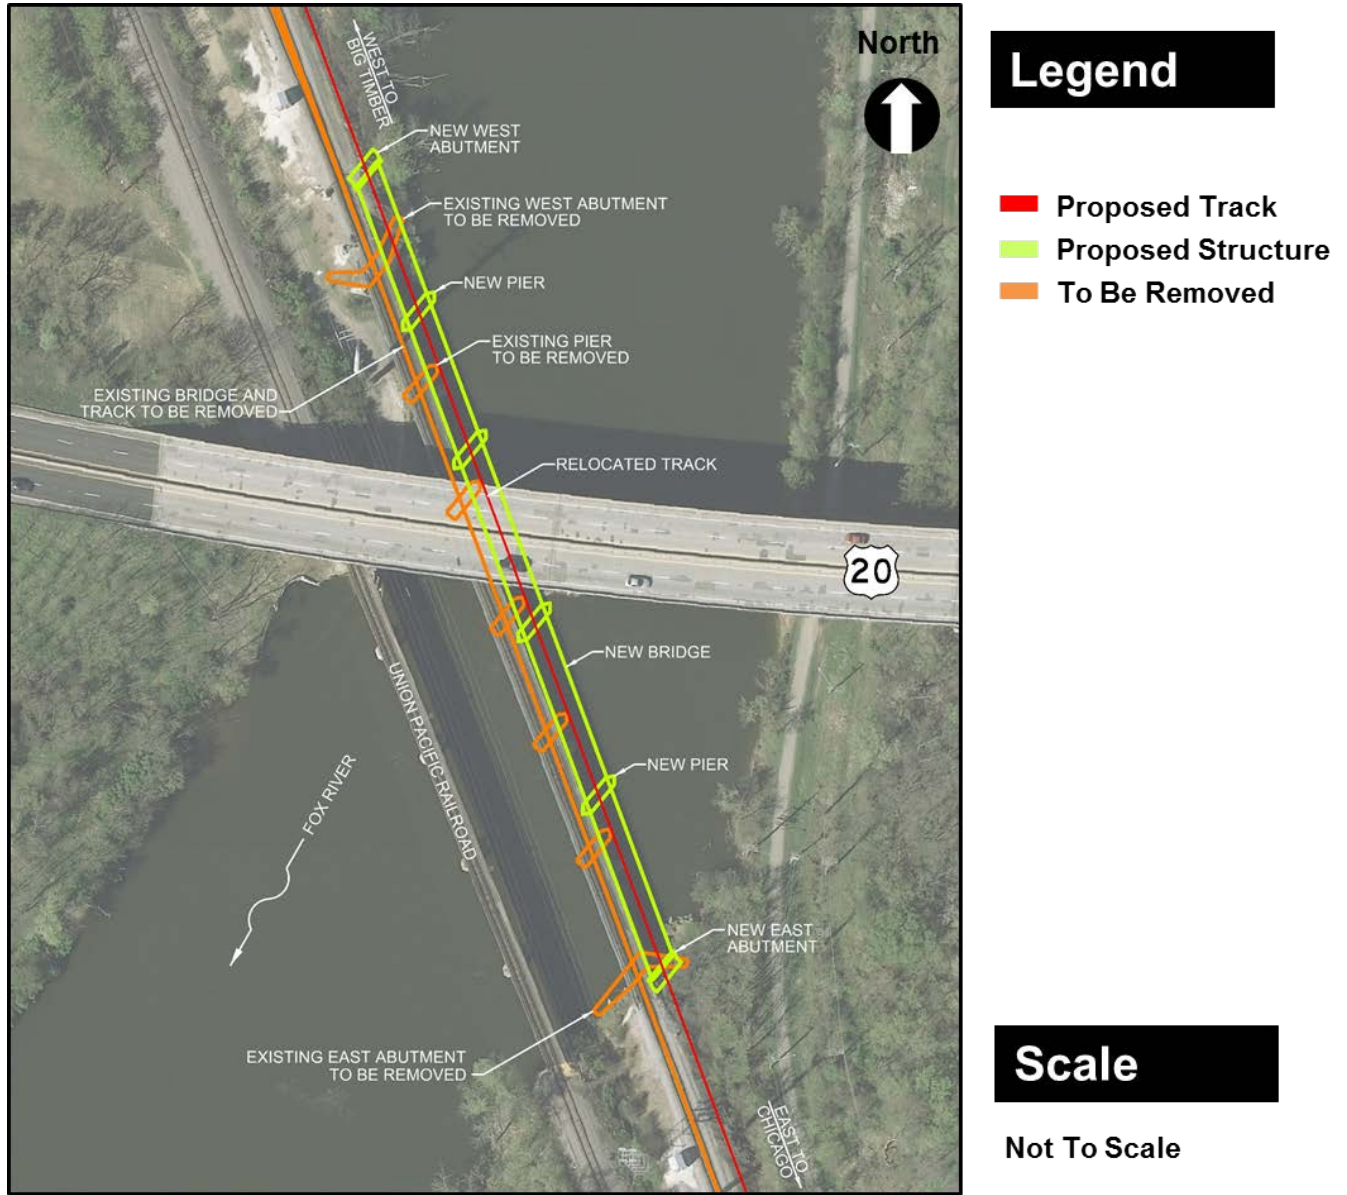 North
Legend
Proposed Track
Proposed Structure
To Be Removed
WEST TO
BIG TIMBER
NEW WEST
ABUTMENT
EXISTING WEST ABUTMENT
TO BE REMOVED
NEW PIER
EXISTING PIER
TO BE REMOVED
EXISTING BRIDGE AND
TRACK TO BE REMOVED
RELOCATED TRACK
20
NEW BRIDGE
UNION PACIFIC RAILROAD
FOX RIVER
NEW PIER
NEW EAST
ABUTMENT
EXISTING EAST ABUTMENT
TO BE REMOVED
EAST TO
CHICAGO
Scale
Not To Scale